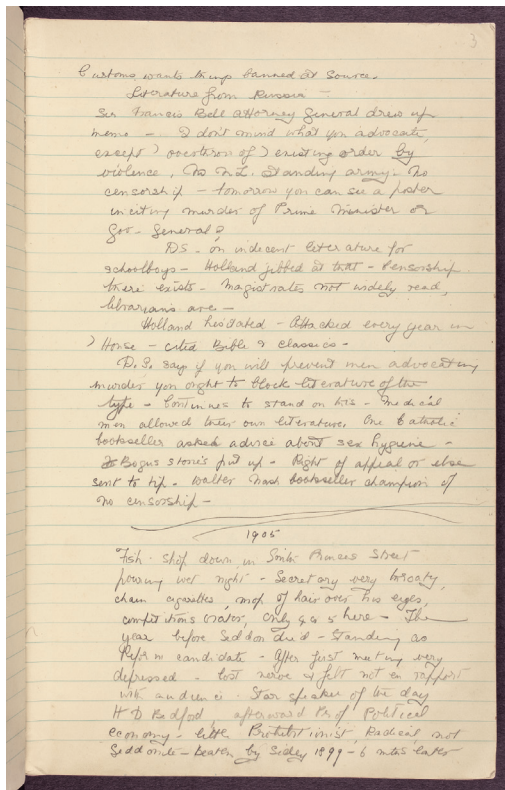 3
Customs wants things banned at source.
Literature from Russia —
Sir Francis Bell Attorney General drew up
memo — I don't mind what you advocate,
except ) overthrow of ) existing order by
violence, No N.Z. Standing army - No
censorship — tomorrow you can see a poster
inciting murder of Prime Minister or
Gov - General?
DS - on indecent literature for
schoolboys — Holland jibbed at that - Censorship
there exists - Magistrates not widely read,
librarians are —
Holland hesitated — Attacked every year in
) House — cited Bible & classics -
D.S. says if you will prevent men advocating
murder you ought to block literature of the
type - Continues to stand on his - Medical
men allowed their own literature. One Catholic
bookseller asked advice about sex hygiene -
Bogus stories put up - Right of appeal or else
sent to tip. Walter Nash bookseller champion of
no censorship —
1905
Fish - shop down in South Princes Street
pouring wet night - Secretary very
chain cigarettes, mop of hair over his eyes,
competitions orator, only 4 or 5 here - The
year before Seddon died - Standing as
Reform candidate - After first meeting very
depressed - lost nerve & felt not en rapport
with audience - Star speaker of the day
H D Bedford, afterward Prof Political
economy - little Prohibitionist, Radical not
Seddonite - beaten by Sidey 1899 - 6 mths later